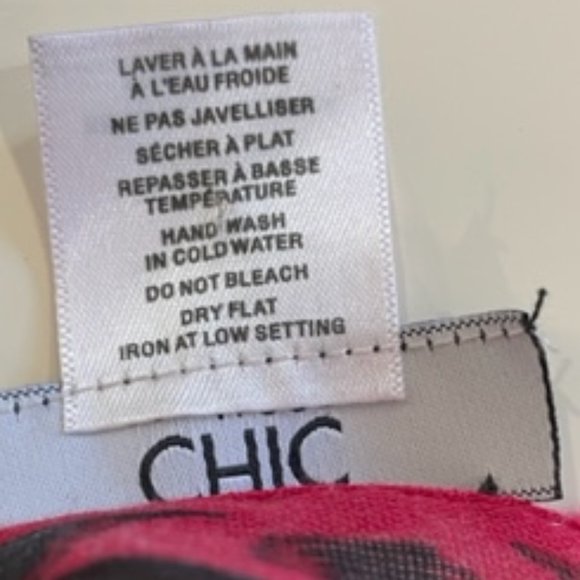 LAVER À LA MAIN
À L'EAU FROIDE
NE PAS JAVELLISER
SÉCHER À PLAT
REPASSER À BASSE
TEMPÉRATURE
HAND WASH
IN COLD WATER
DO NOT BLEACH
DRY FLAT
IRON AT LOW SETTING
CHIC